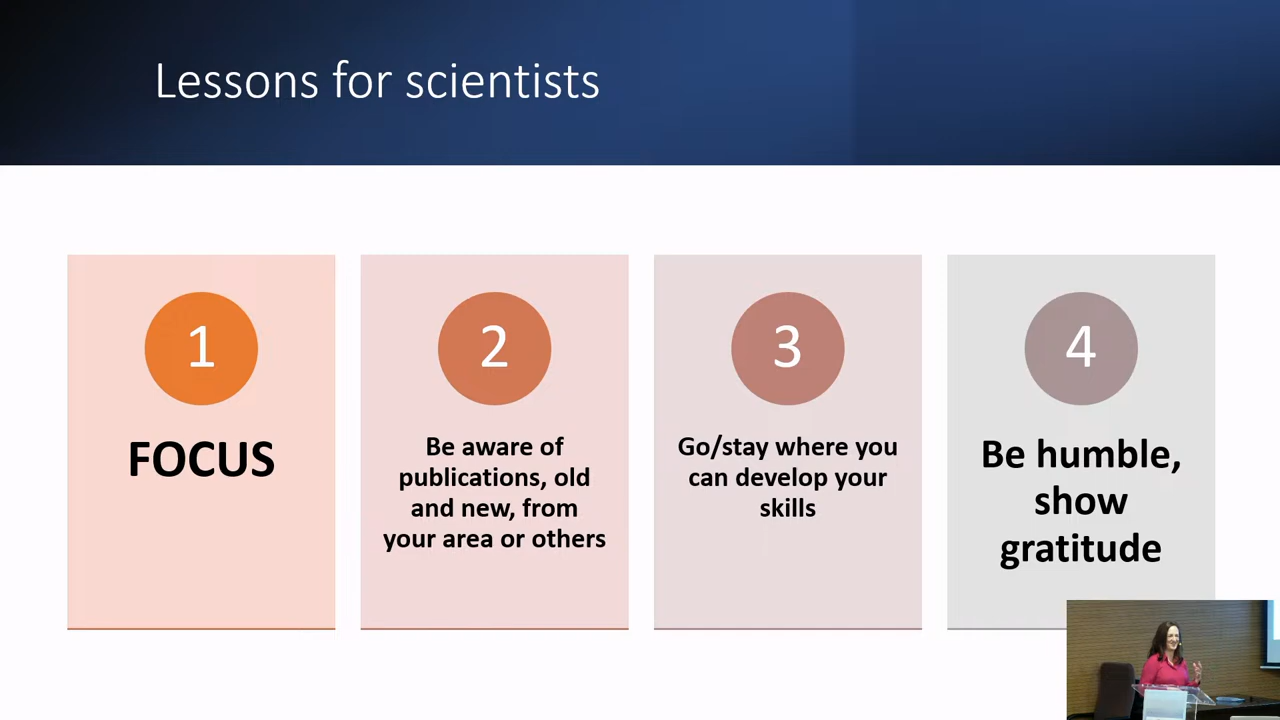 Lessons for scientists
1
FOCUS
2
Be aware of
publications, old
and new, from
your area or others
3
Go/stay where you
can develop your
skills
4
Be humble,
show
gratitude